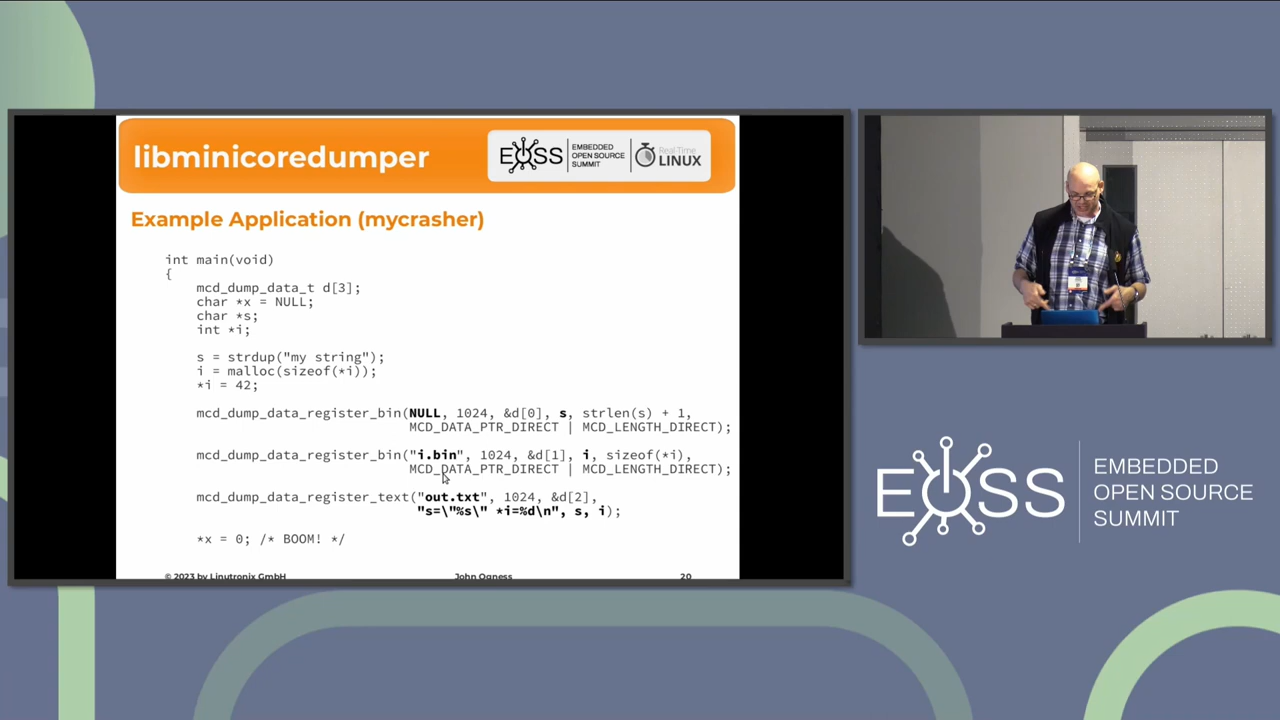 libminicoredumper
EOSS
EMBEDDED
OPEN SOURCE
SUMMIT
Real-Time
LINUX
Example Application (mycrasher)
int main(void)
{
mcd_dump_data_t d[3];
char *x = NULL;
char *s;
int *i;
s = strdup("my string");
i = malloc(sizeof(*i));
*i = 42;
mcd_dump_data_register_bin(NULL, 1024, &d[0], s, strlen(s) + 1,
MCD_DATA_PTR_DIRECT | MCD_LENGTH_DIRECT);
mcd_dump_data_register_bin("i.bin", 1024, &d[1], i, sizeof(*i),
MCD_DATA_PTR_DIRECT | MCD_LENGTH_DIRECT);
mcd_dump_data_register_text("out.txt", 1024, &d[2],
"s=\"%s\" *i=%d\n", s, i);
*x = 0; /* BOOM! */
© 2023 by Linutronix GmbH
John Ogness
20
EOSS
EMBEDDED
OPEN SOURCE
SUMMIT